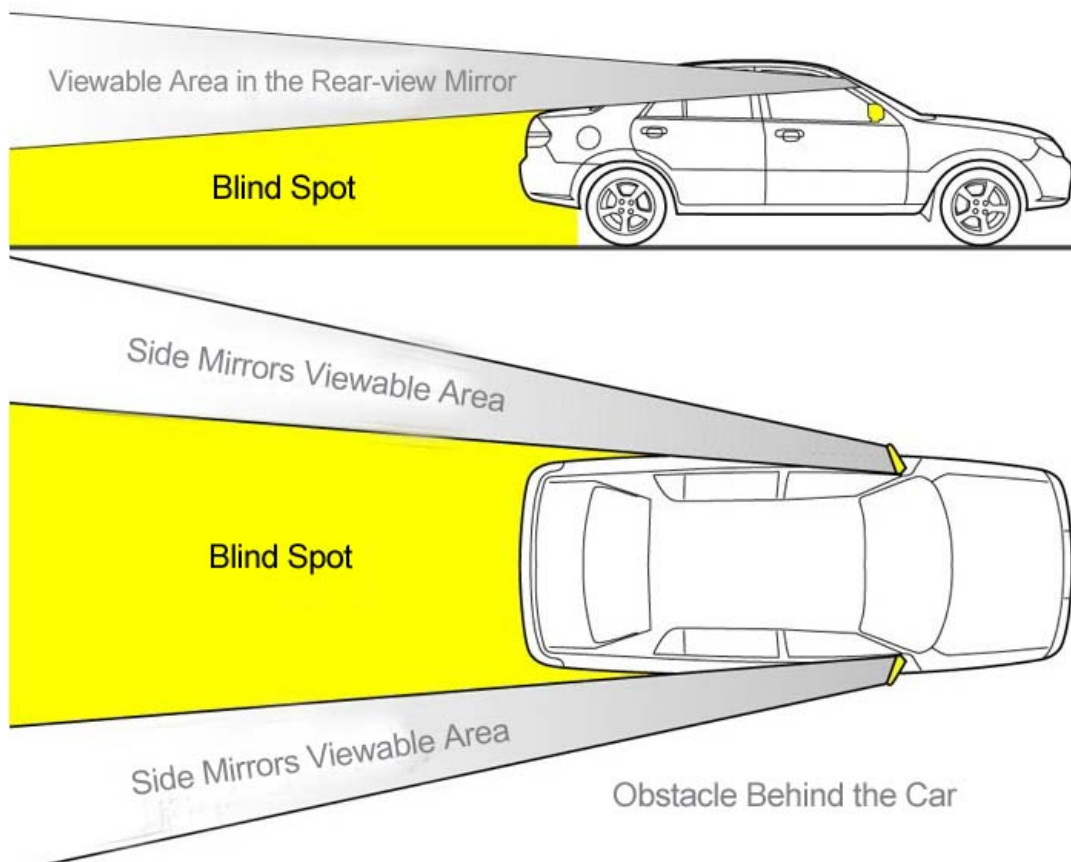 Viewable Area in the Rear-view Mirror
Blind Spot
Side Mirrors Viewable Area
Blind Spot
Side Mirrors Viewable Area
Obstacle Behind the Car